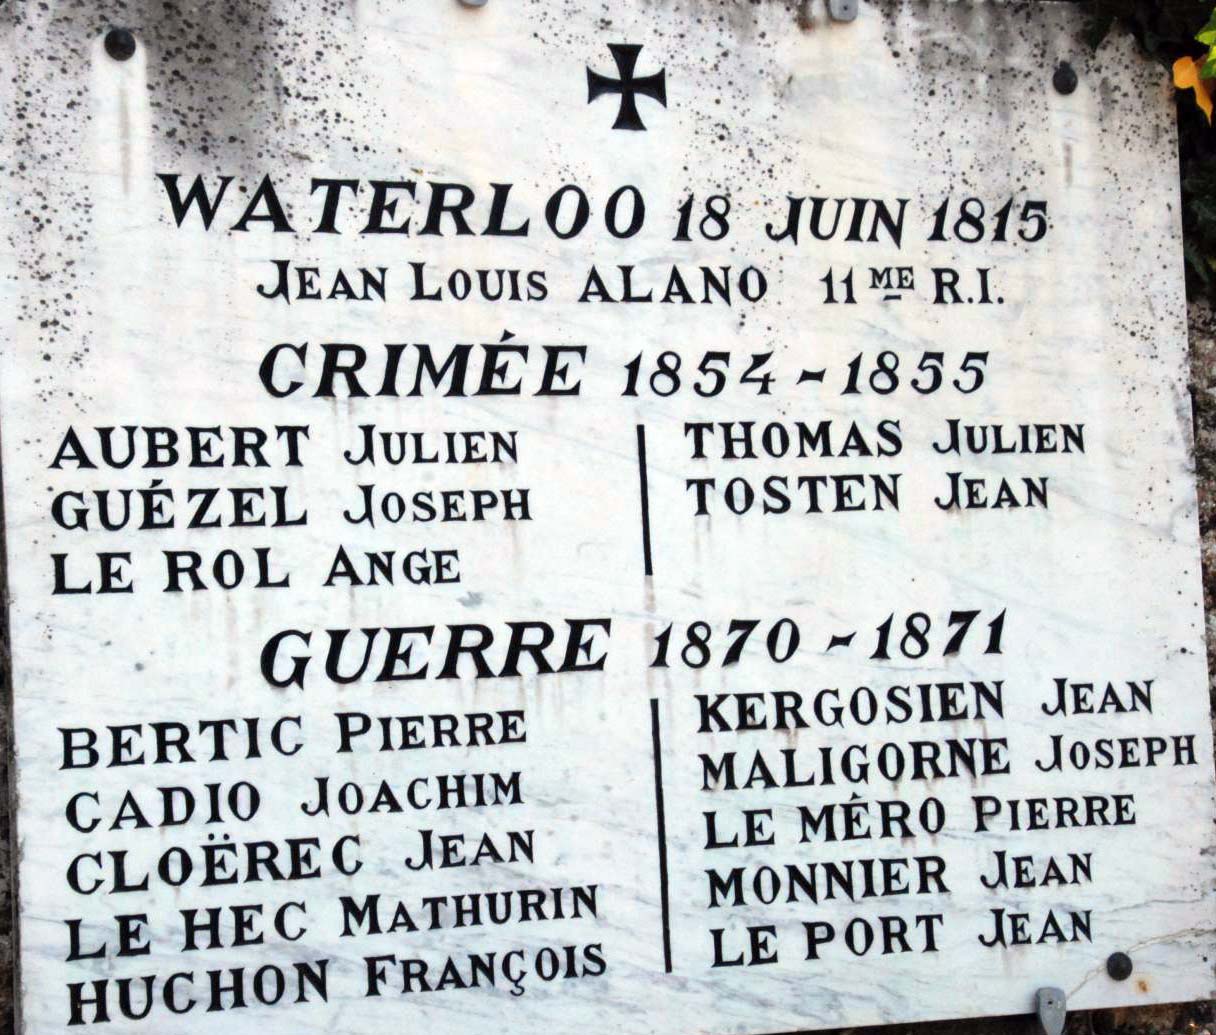 WATERLOO 18 JUIN 1815
JEAN LOUIS ALANO 11ME R.I.
CRIMÉE 1854-1855
AUBERT JULIEN
GUÉZEL JOSEPH
LE ROL ANGE
THOMAS JULIEN
TOSTEN JEAN
GUERRE 1870-1871
BERTIC PIERRE
CADIO JOACHIM
CLOËREC JEAN
LE HEC MATHURIN
HUCHON FRANÇOIS
KERGOSIEN JEAN
MALIGORNE JOSEPH
LE MÉRO PIERRE
MONNIER JEAN
LE PORT JEAN